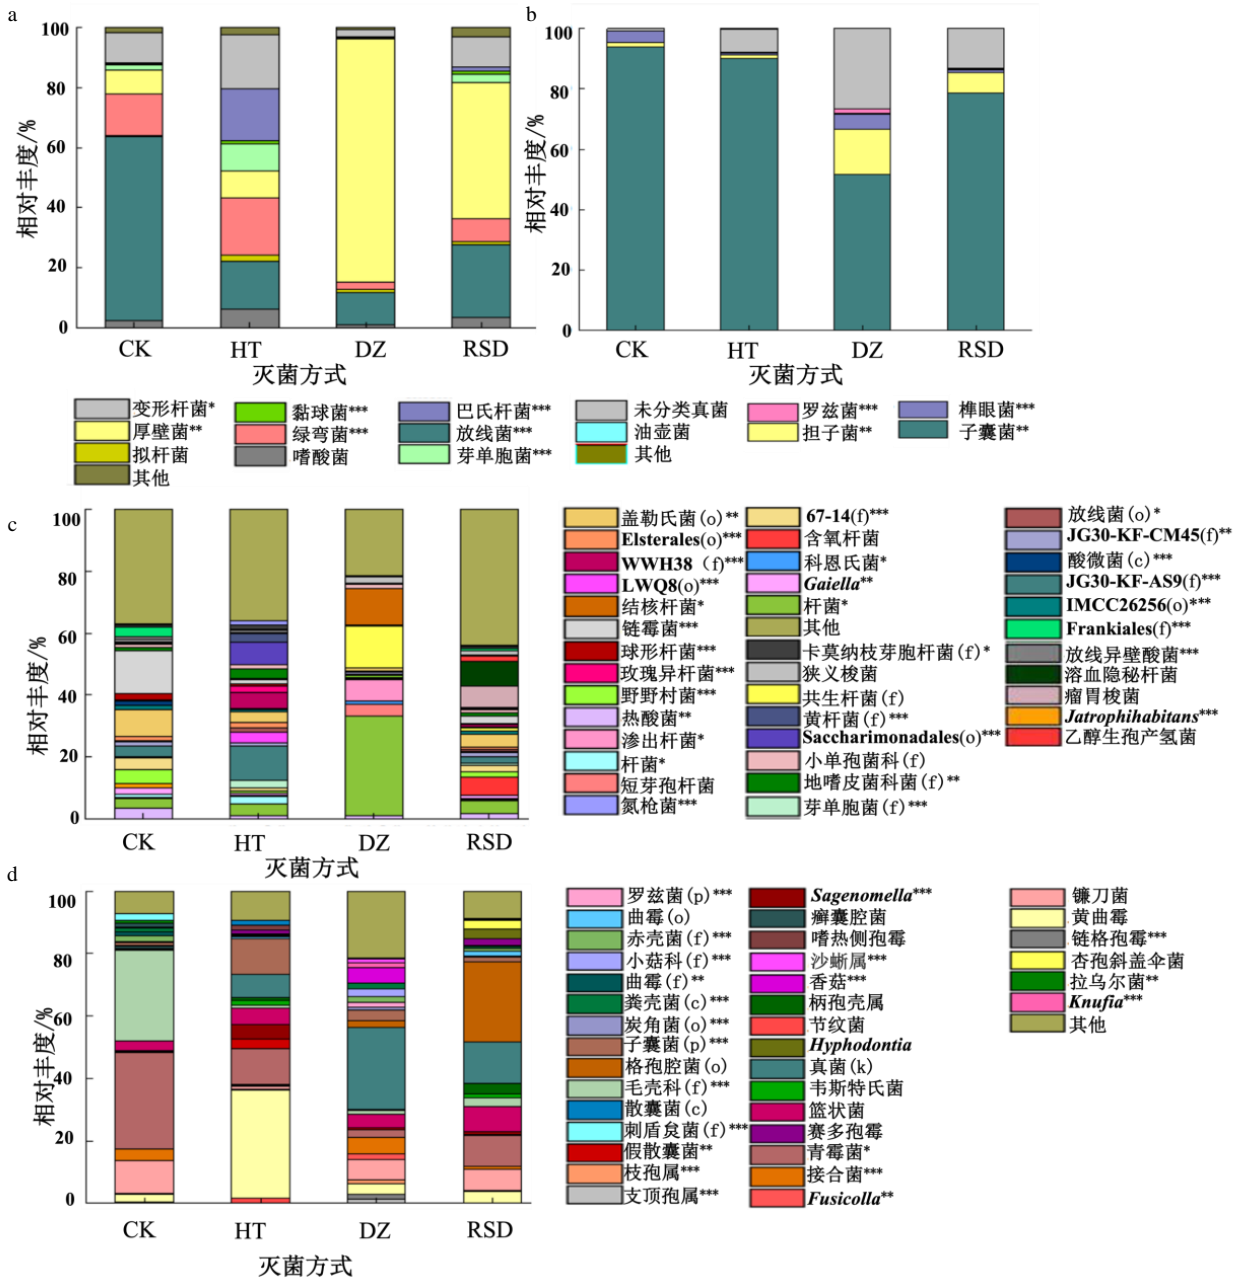 a
100
80
60
40
20
0
相对丰度/%
CK
HT
DZ
RSD
灭菌方式
b
100
80
60
40
20
0
相对丰度/%
CK
HT
DZ
RSD
灭菌方式
变形杆菌*
厚壁菌**
拟杆菌
其他
黏球菌***
绿弯菌***
嗜酸菌
巴氏杆菌***
放线菌***
芽单胞菌***
未分类真菌
油壶菌
其他
罗兹菌***
担子菌**
榫眼菌***
子囊菌**
c
100
80
60
40
20
0
相对丰度/%
CK
HT
DZ
RSD
灭菌方式
盖勒氏菌(o)**
Elsterales(o)***
WWH38 (f)***
LWQ8(o)***
结核杆菌*
链霉菌***
球形杆菌***
玫瑰异杆菌***
野野村菌***
热酸菌**
渗出杆菌*
杆菌*
短芽孢杆菌
氮枪菌***
67-14(f)***
含氧杆菌
科恩氏菌*
Gaiella**
杆菌*
其他
卡莫纳枝芽胞杆菌(f)*
狭义梭菌
共生杆菌(f)
黄杆菌(f)***
Saccharimonadales(o)***
小单孢菌科(f)
地嗜皮菌科菌(f)**
芽单胞菌(f)***
放线菌(o)*
JG30-KF-CM45(f)**
酸微菌(c)***
JG30-KF-AS9(f)***
IMCC26256(o)***
Frankiales(f)***
放线异壁酸菌***
溶血隐秘杆菌
瘤胃梭菌
Jatrophihabitans***
乙醇生孢产氢菌
d
100
80
60
40
20
0
相对丰度/%
CK
HT
DZ
RSD
灭菌方式
罗兹菌(p)***
曲霉(o)
赤壳菌(f)***
小菇科(f)***
曲霉(f)**
粪壳菌(c)***
炭角菌(o)***
子囊菌(p)***
格孢腔菌(o)
毛壳科(f)***
散囊菌(c)
刺盾炱菌(f)***
假散囊菌**
枝孢属***
支顶孢属***
Sagenomella***
癣囊腔菌
嗜热侧孢霉
沙蜥属***
香菇***
柄孢壳属
节纹菌
Hyphodontia
真菌(k)
韦斯特氏菌
篮状菌
赛多孢霉
青霉菌*
接合菌***
Fusicolla**
镰刀菌
黄曲霉
链格孢霉***
杏孢斜盖伞菌
拉乌尔菌**
Knufia***
其他